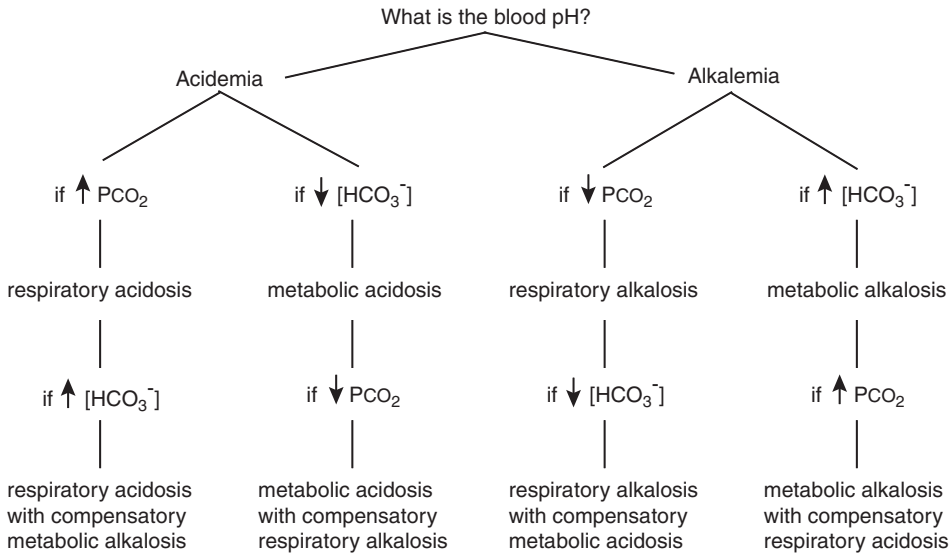 What is the blood pH?
Acidemia
Alkalemia
if ↑ PCO₂
if ↓ [HCO₃⁻]
if ↓ PCO₂
if ↑ [HCO₃⁻]
respiratory acidosis
metabolic acidosis
respiratory alkalosis
metabolic alkalosis
if ↑ [HCO₃⁻]
if ↓ PCO₂
if ↓ [HCO₃⁻]
if ↑ PCO₂
respiratory acidosis
with compensatory
metabolic alkalosis
metabolic acidosis
with compensatory
respiratory alkalosis
respiratory alkalosis
with compensatory
metabolic acidosis
metabolic alkalosis
with compensatory
respiratory acidosis